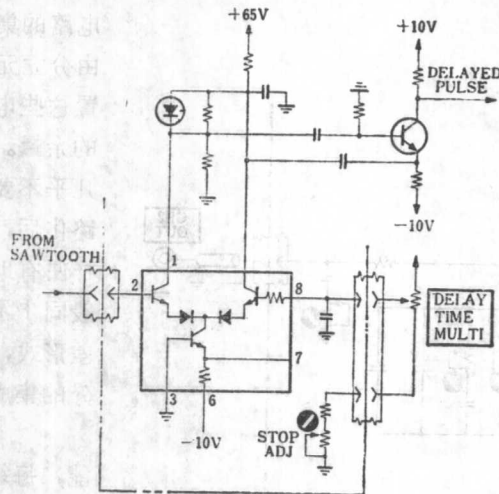 +65V
+10V
DELAYED
PULSE
-10V
FROM
SAWTOOTH
1
2
8
DELAY
TIME
MULTI
7
3
6
-10V
STOP
ADJ